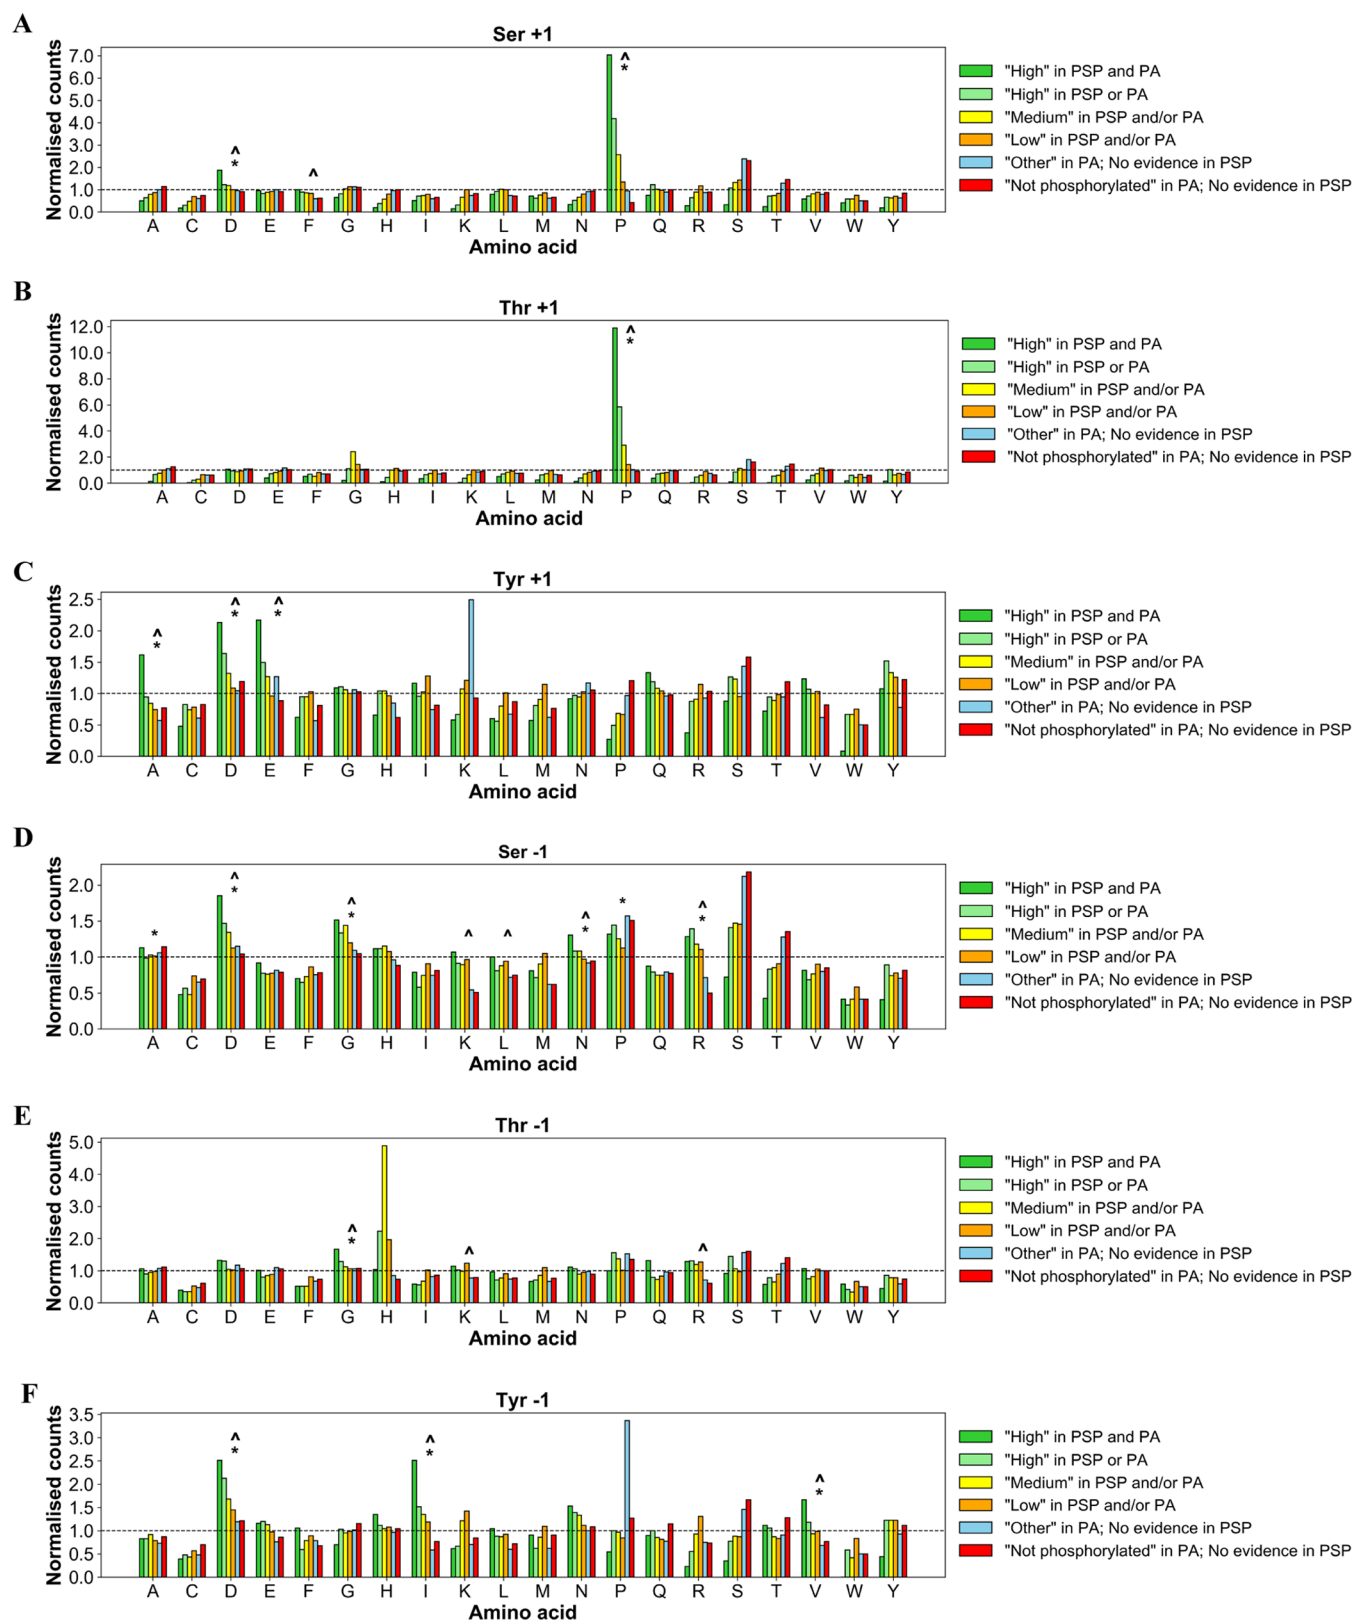 A
Ser +1
Normalised counts
7.0
6.0
5.0
4.0
3.0
2.0
1.0
0.0
^
*
^
^
*
A C D E F G H I K L M N P Q R S T V W Y
Amino acid
"High" in PSP and PA
"High" in PSP or PA
"Medium" in PSP and/or PA
"Low" in PSP and/or PA
"Other" in PA; No evidence in PSP
"Not phosphorylated" in PA; No evidence in PSP
B
Thr +1
Normalised counts
12.0
10.0
8.0
6.0
4.0
2.0
0.0
^
*
A C D E F G H I K L M N P Q R S T V W Y
Amino acid
"High" in PSP and PA
"High" in PSP or PA
"Medium" in PSP and/or PA
"Low" in PSP and/or PA
"Other" in PA; No evidence in PSP
"Not phosphorylated" in PA; No evidence in PSP
C
Tyr +1
Normalised counts
2.5
2.0
1.5
1.0
0.5
0.0
^
*
^
*
^
*
A C D E F G H I K L M N P Q R S T V W Y
Amino acid
"High" in PSP and PA
"High" in PSP or PA
"Medium" in PSP and/or PA
"Low" in PSP and/or PA
"Other" in PA; No evidence in PSP
"Not phosphorylated" in PA; No evidence in PSP
D
Ser -1
Normalised counts
2.0
1.5
1.0
0.5
0.0
*
^
*
^
*
^
^
^
*
*
^
*
A C D E F G H I K L M N P Q R S T V W Y
Amino acid
"High" in PSP and PA
"High" in PSP or PA
"Medium" in PSP and/or PA
"Low" in PSP and/or PA
"Other" in PA; No evidence in PSP
"Not phosphorylated" in PA; No evidence in PSP
E
Thr -1
Normalised counts
5.0
4.0
3.0
2.0
1.0
0.0
^
*
^
^
A C D E F G H I K L M N P Q R S T V W Y
Amino acid
"High" in PSP and PA
"High" in PSP or PA
"Medium" in PSP and/or PA
"Low" in PSP and/or PA
"Other" in PA; No evidence in PSP
"Not phosphorylated" in PA; No evidence in PSP
F
Tyr -1
Normalised counts
3.5
3.0
2.5
2.0
1.5
1.0
0.5
0.0
^
*
^
*
^
*
A C D E F G H I K L M N P Q R S T V W Y
Amino acid
"High" in PSP and PA
"High" in PSP or PA
"Medium" in PSP and/or PA
"Low" in PSP and/or PA
"Other" in PA; No evidence in PSP
"Not phosphorylated" in PA; No evidence in PSP